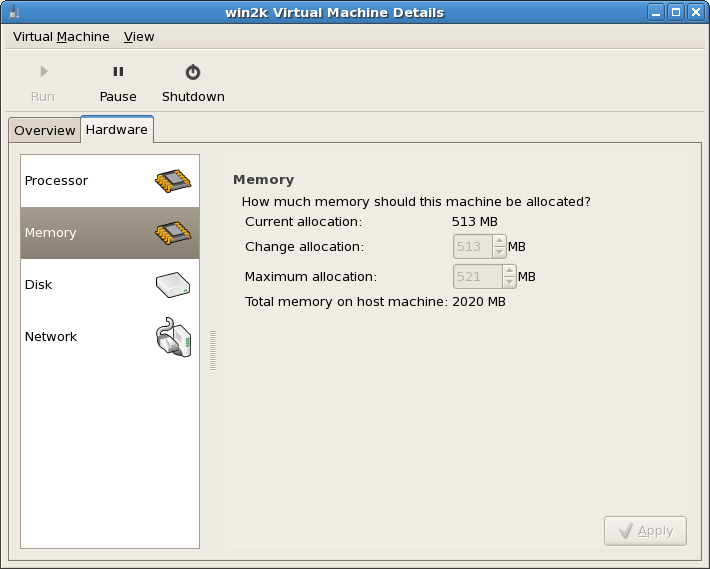 win2k Virtual Machine Details
Virtual Machine View
Run Pause Shutdown
Overview Hardware
Processor
Memory
Disk
Network
Memory
How much memory should this machine be allocated?
Current allocation: 513 MB
Change allocation: 513 MB
Maximum allocation: 521 MB
Total memory on host machine: 2020 MB
Apply